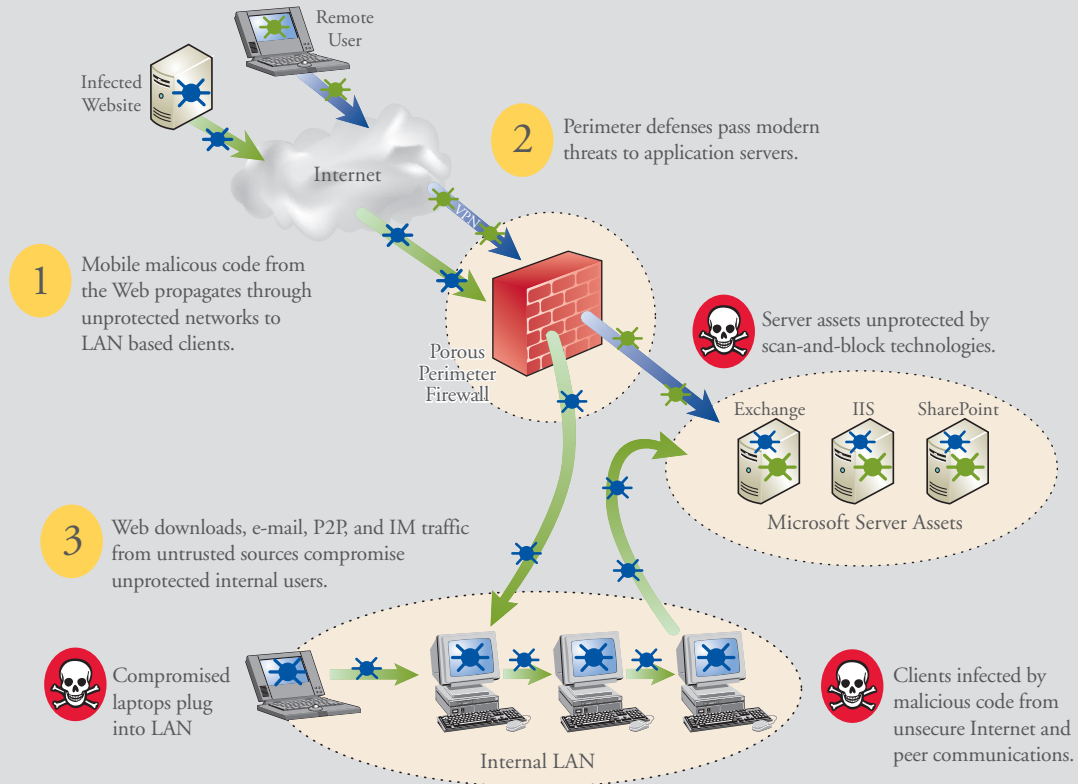 Remote
User
Infected
Website
Internet
VPN
2
Perimeter defenses pass modern
threats to application servers.
1
Mobile malicous code from
the Web propagates through
unprotected networks to
LAN based clients.
Porous
Perimeter
Firewall
Server assets unprotected by
scan-and-block technologies.
Exchange
IIS
SharePoint
Microsoft Server Assets
3
Web downloads, e-mail, P2P, and IM traffic
from untrusted sources compromise
unprotected internal users.
Compromised
laptops plug
into LAN
Internal LAN
Clients infected by
malicious code from
unsecure Internet and
peer communications.